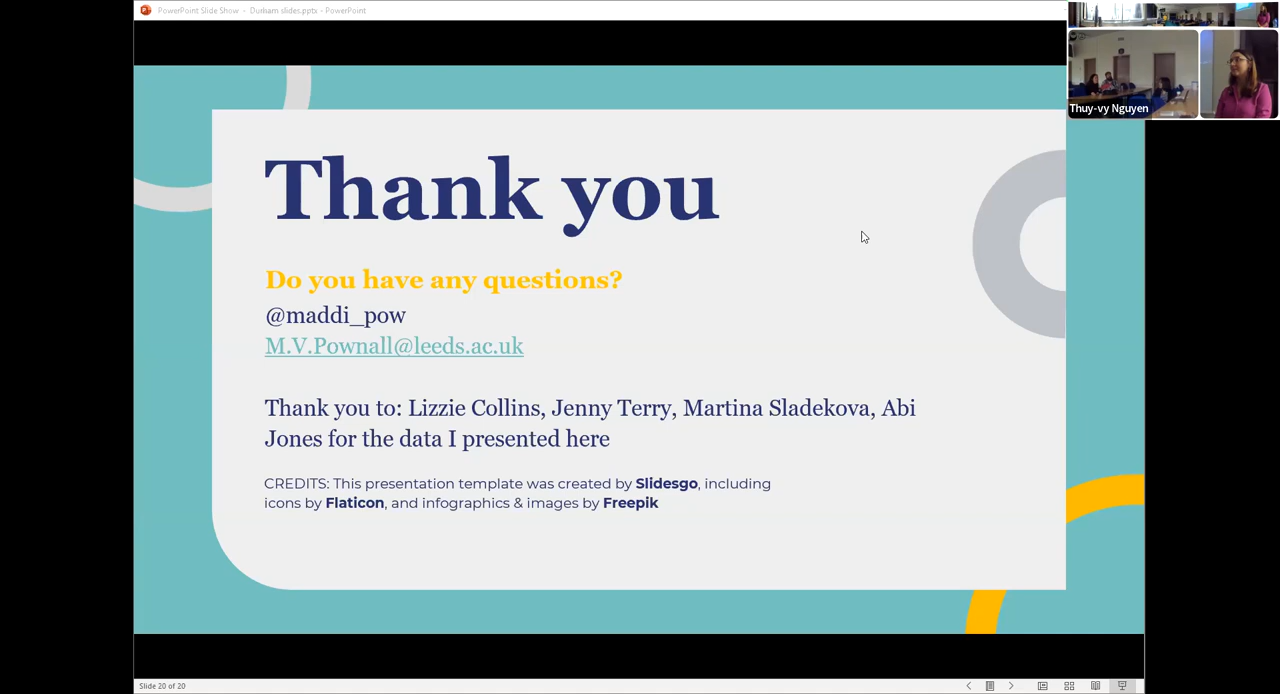 PowerPoint Slide Show - Durham slides.pptx - PowerPoint
Thuy-vy Nguyen
Thank you
Do you have any questions?
@maddi_pow
M.V.Pownall@leeds.ac.uk
Thank you to: Lizzie Collins, Jenny Terry, Martina Sladekova, Abi
Jones for the data I presented here
CREDITS: This presentation template was created by Slidesgo, including
icons by Flaticon, and infographics & images by Freepik
Slide 20 of 20